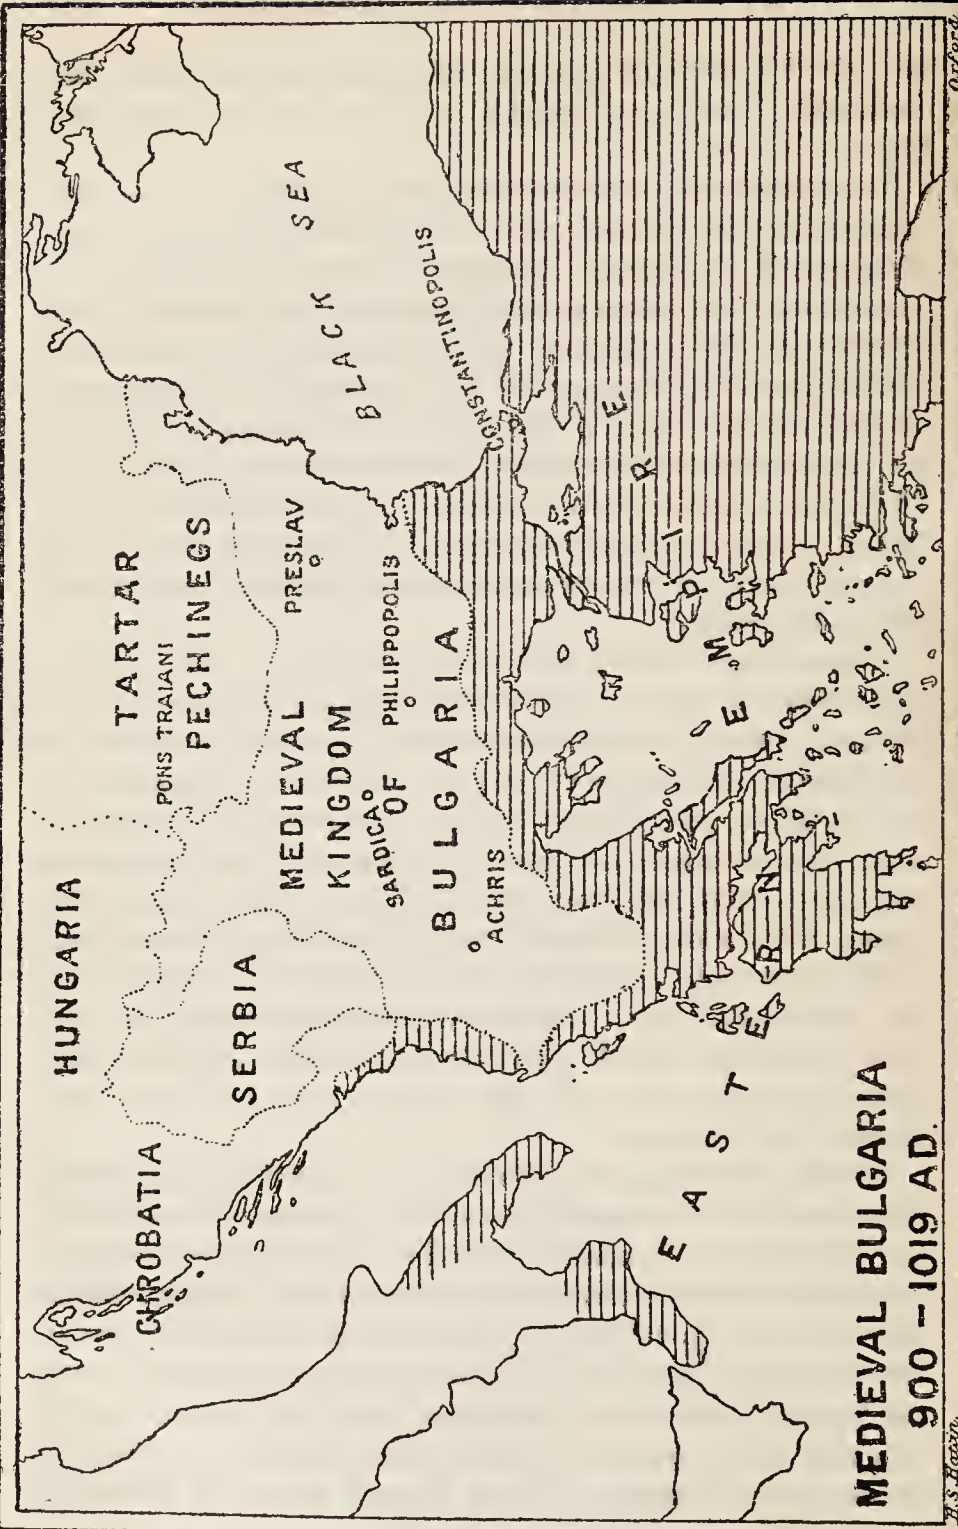 HUNGARIA
CHROBATIA
SERBIA
TARTAR
PONS TRAIANI
PECHINEGS
BLACK SEA
MEDIEVAL
KINGDOM
OF
BULGARIA
PRESLAV
PHILIPPOPOLIS
SARDICA
ACHRIS
CONSTANTINOPOLIS
EASTERN EMPIRE
MEDIEVAL BULGARIA
900 - 1019 AD.
Oxford